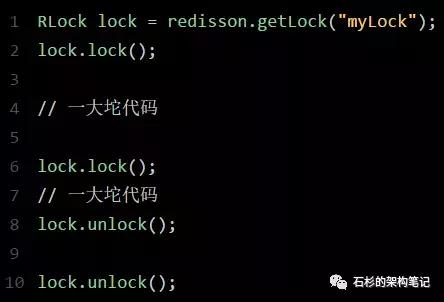 1 RLock lock = redisson.getLock("myLock");
2 lock.lock();
3
4 // 一大坨代码
5
6 lock.lock();
7 // 一大坨代码
8 lock.unlock();
9
10 lock.unlock();
石杉的架构笔记